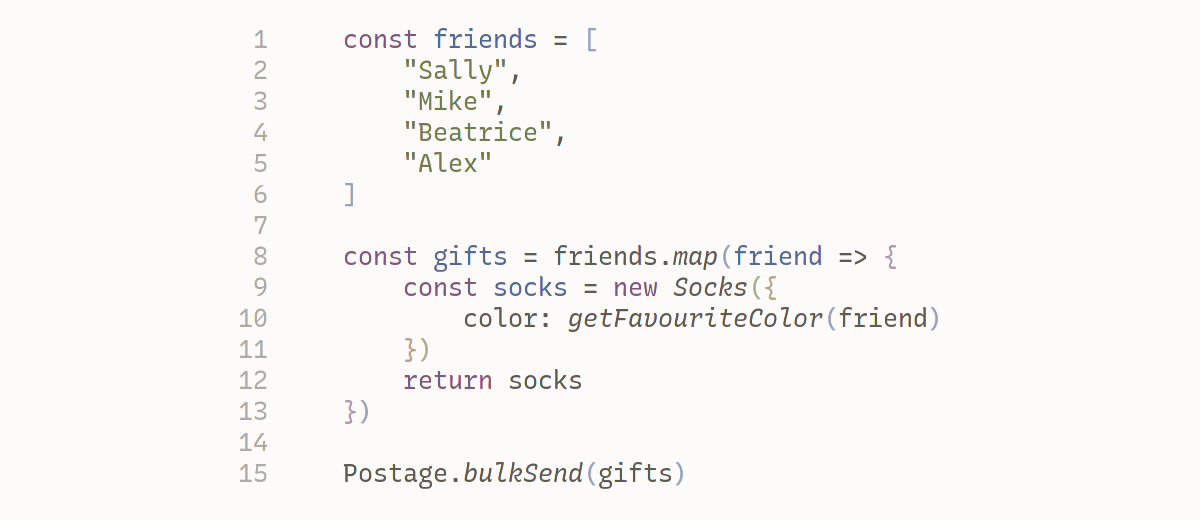 1 const friends = [
2 "Sally",
3 "Mike",
4 "Beatrice",
5 "Alex"
6 ]
7
8 const gifts = friends.map(friend => {
9 const socks = new Socks({
10 color: getFavouriteColor(friend)
11 })
12 return socks
13 })
14
15 Postage.bulkSend(gifts)